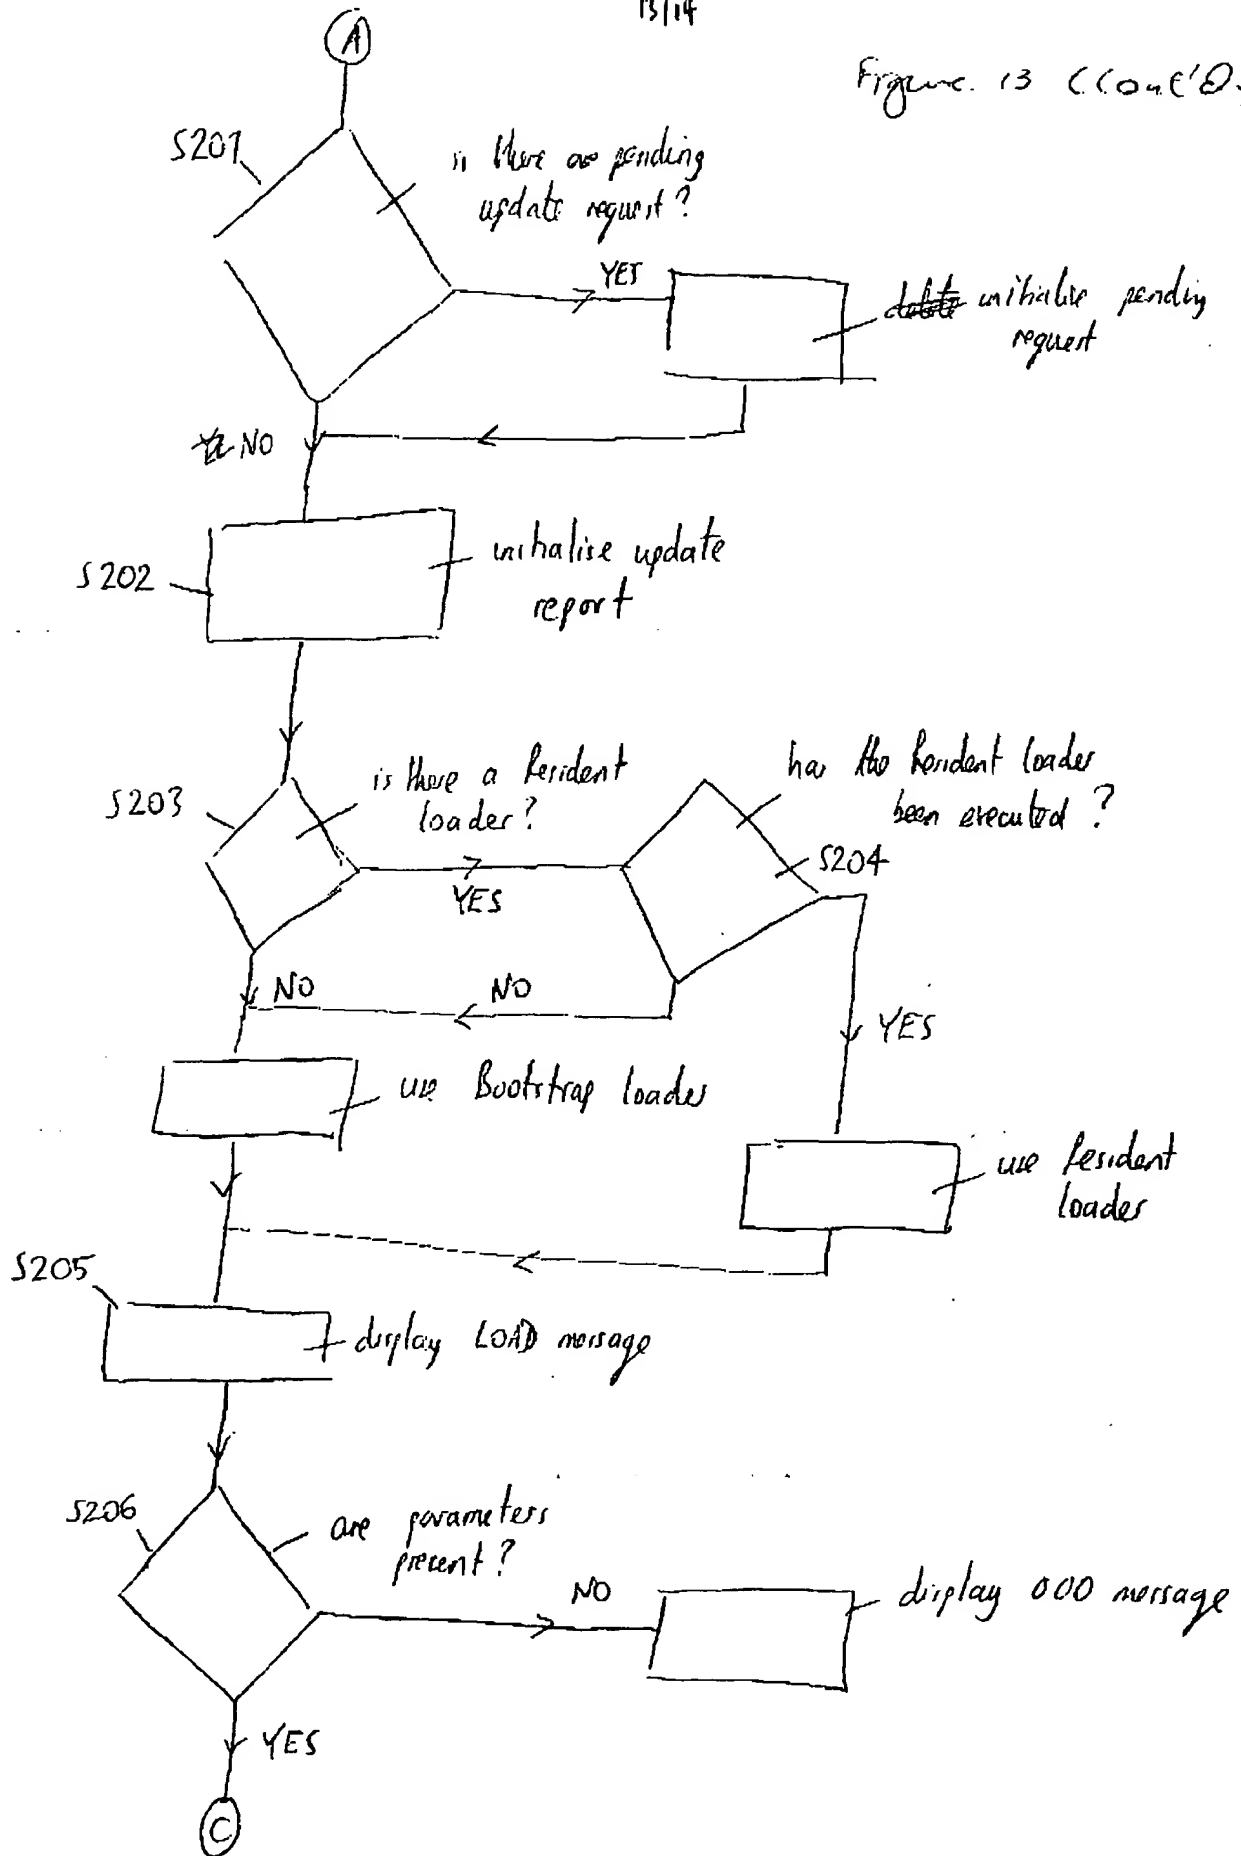 13/14
Figure. 13 (Cont'd.
A
S201
is there a pending
update request?
YES
initialise pending
request
NO
S202
initialise update
report
S203
is there a Resident
loader?
has the Resident loader
been executed?
S204
YES
NO
NO
YES
use Bootstrap loader
use Resident
loader
S205
display LOAD message
S206
are parameters
present?
NO
display 000 message
YES
C